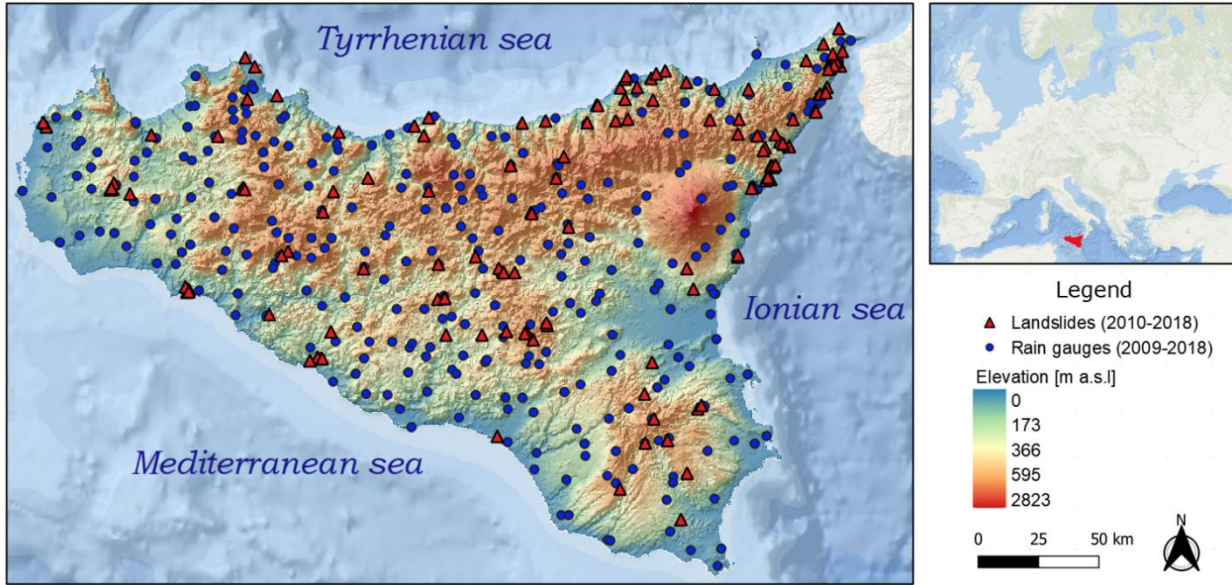 Tyrrhenian sea
Ionian sea
Mediterranean sea
Legend
Landslides (2010-2018)
Rain gauges (2009-2018)
Elevation [m a.s.l]
0
173
366
595
2823
0 25 50 km
N